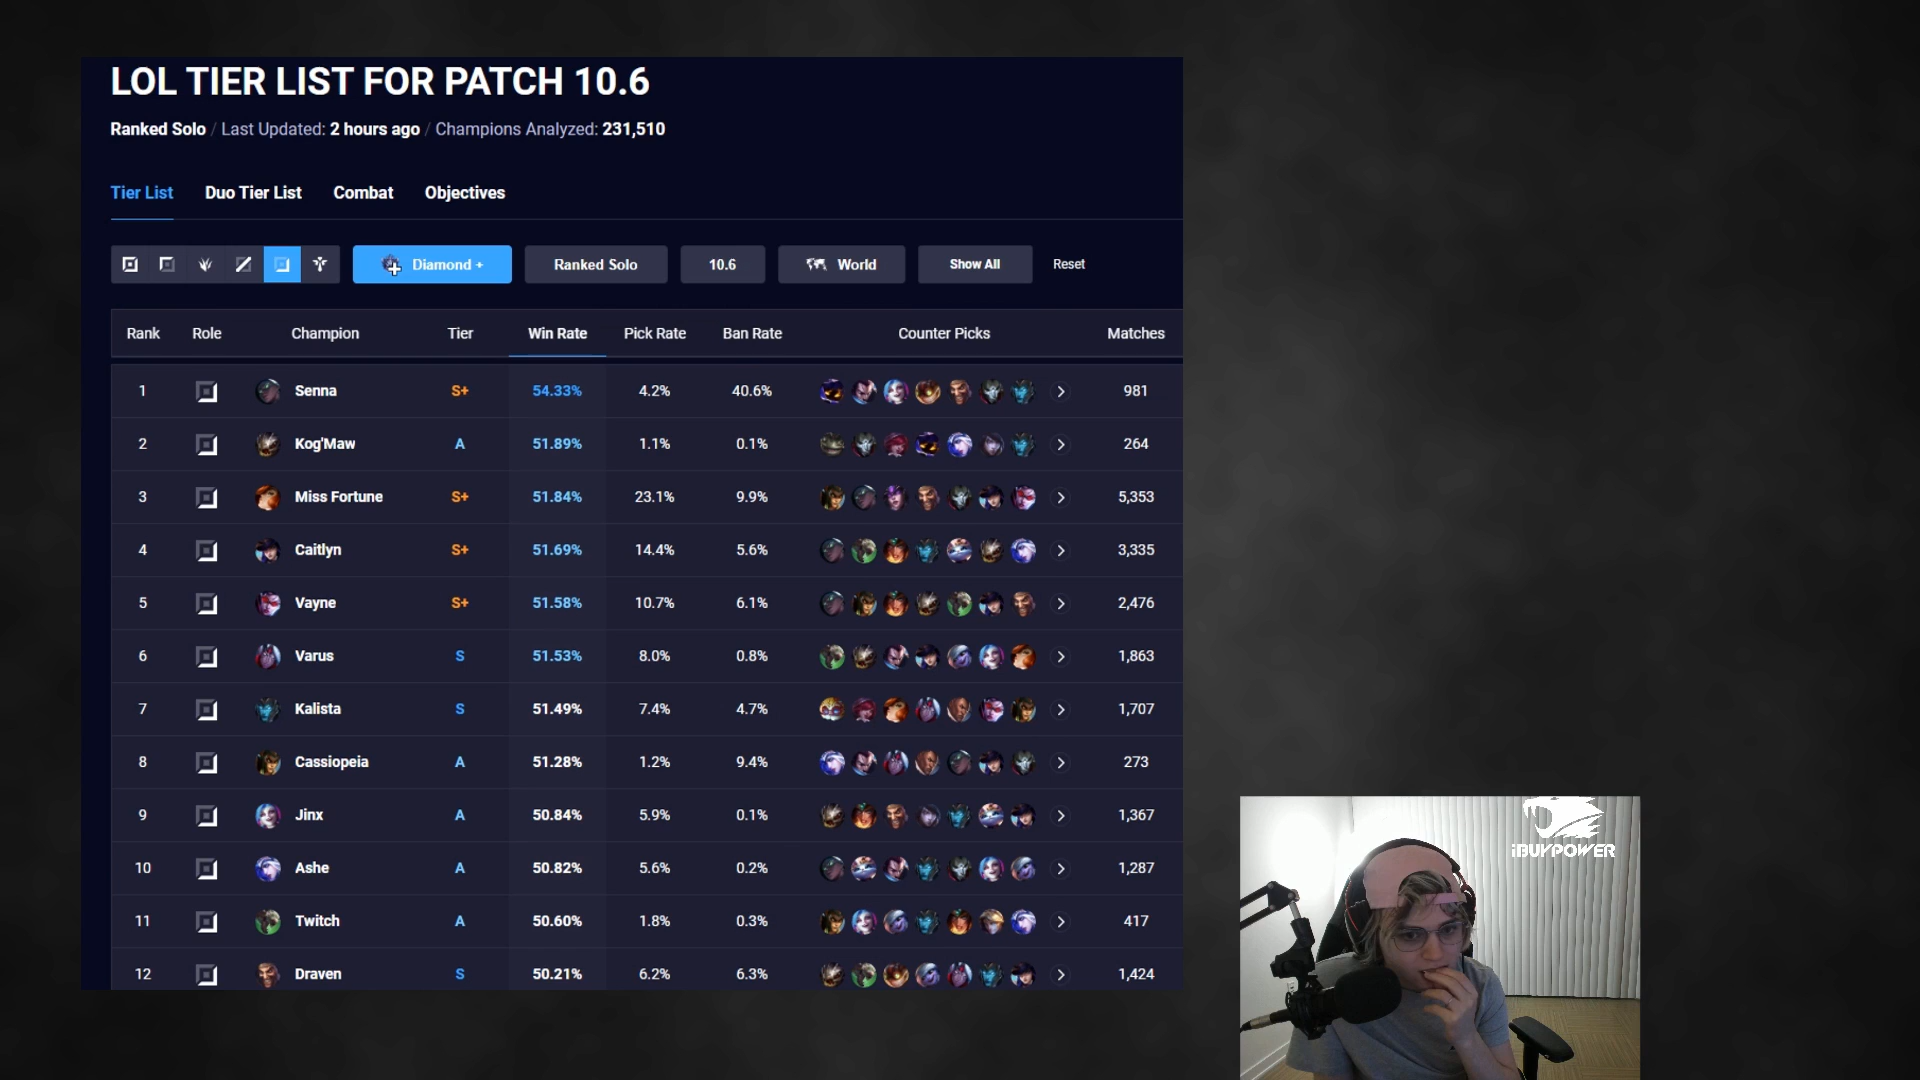 LOL TIER LIST FOR PATCH 10.6
Ranked Solo / Last Updated: 2 hours ago / Champions Analyzed: 231,510
Tier List Duo Tier List Combat Objectives
Diamond + Ranked Solo 10.6 World Show All Reset
Rank Role Champion Tier Win Rate Pick Rate Ban Rate Counter Picks Matches
1 Senna S+ 54.33% 4.2% 40.6% 981
2 Kog'Maw A 51.89% 1.1% 0.1% 264
3 Miss Fortune S+ 51.84% 23.1% 9.9% 5,353
4 Caitlyn S+ 51.69% 14.4% 5.6% 3,335
5 Vayne S+ 51.58% 10.7% 6.1% 2,476
6 Varus S 51.53% 8.0% 0.8% 1,863
7 Kalista S 51.49% 7.4% 4.7% 1,707
8 Cassiopeia A 51.28% 1.2% 9.4% 273
9 Jinx A 50.84% 5.9% 0.1% 1,367
10 Ashe A 50.82% 5.6% 0.2% 1,287
11 Twitch A 50.60% 1.8% 0.3% 417
12 Draven S 50.21% 6.2% 6.3% 1,424
iBUYPOWER